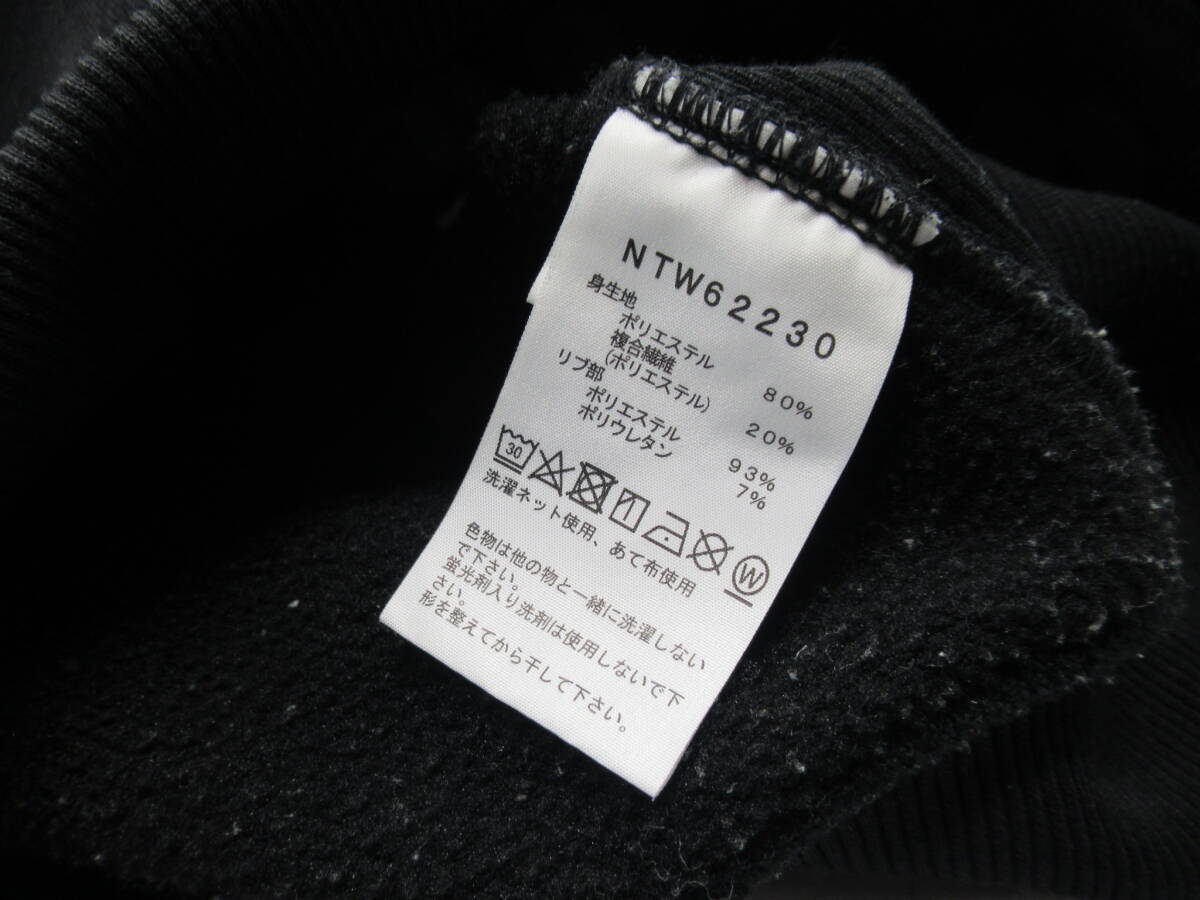 NTW62230
身生地
ポリエステル 80%
複合繊維
(ポリエステル) 20%
リブ部
ポリエステル 93%
ポリウレタン 7%
30 W
洗濯ネット使用、あて布使用
色物は他の物と一緒に洗濯しない
で下さい。
蛍光剤入り洗剤は使用しないで下
さい。
形を整えてから干して下さい。